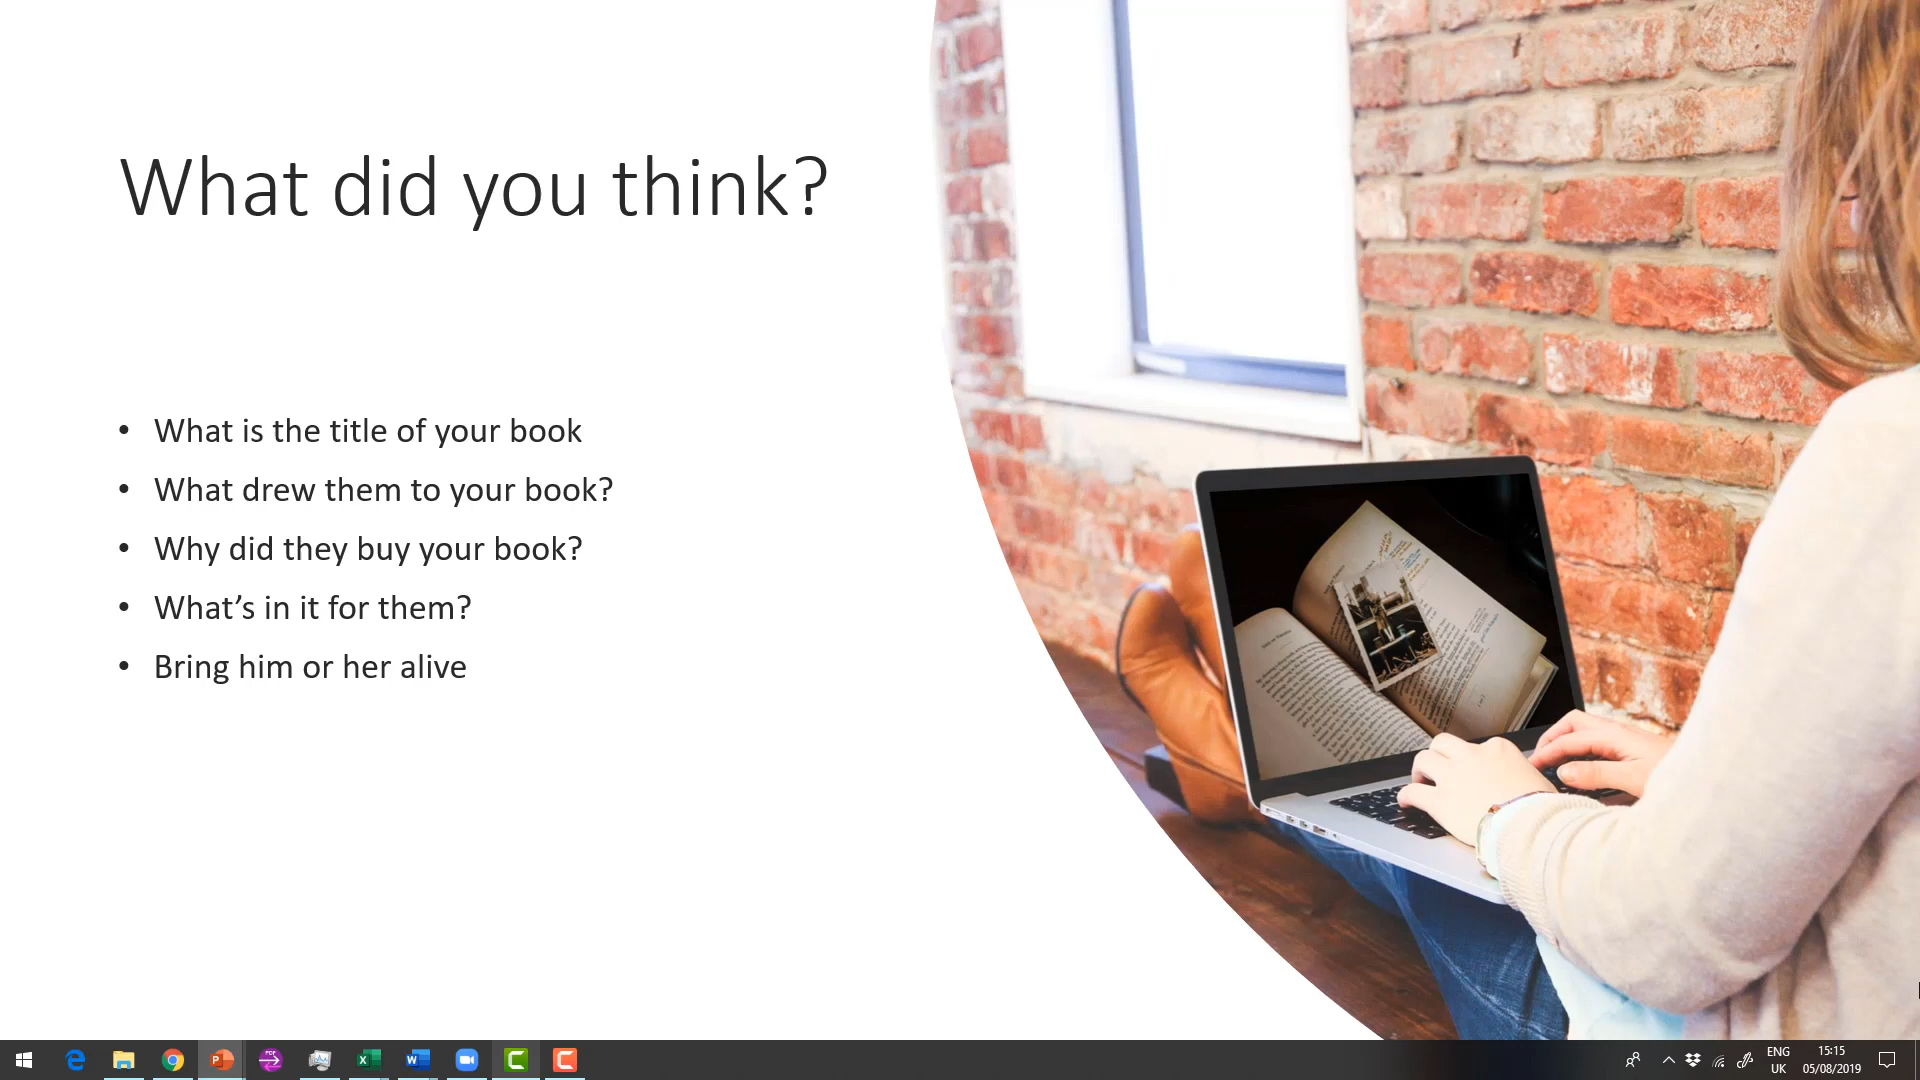 What did you think?
• What is the title of your book
• What drew them to your book?
• Why did they buy your book?
• What’s in it for them?
• Bring him or her alive
ENG
UK
15:15
05/08/2019